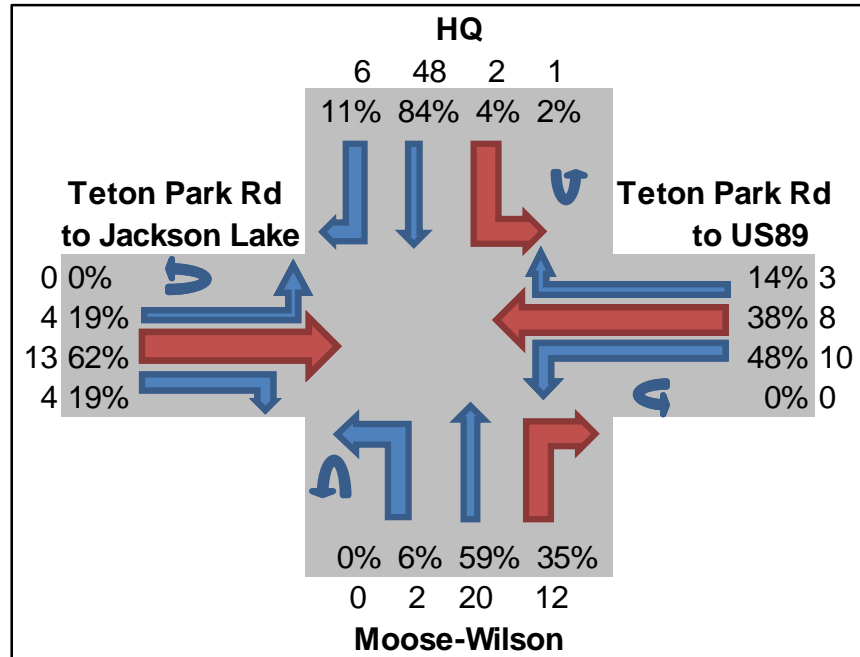 HQ
6 48 2 1
11% 84% 4% 2%
Teton Park Rd
to Jackson Lake
Teton Park Rd
to US89
0 0%
4 19%
13 62%
4 19%
14% 3
38% 8
48% 10
0% 0
0% 6% 59% 35%
0 2 20 12
Moose-Wilson